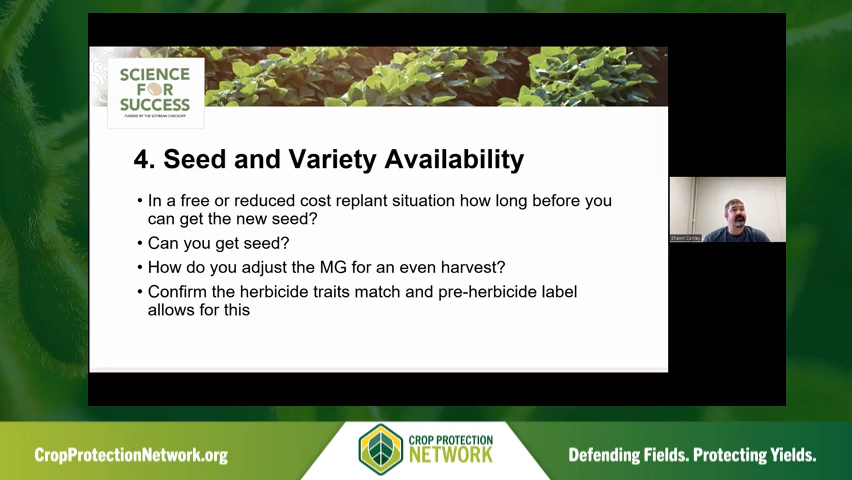 SCIENCE
FOR
SUCCESS
FUNDED BY THE SOYBEAN CHECKOFF
4. Seed and Variety Availability
• In a free or reduced cost replant situation how long before you
can get the new seed?
• Can you get seed?
• How do you adjust the MG for an even harvest?
• Confirm the herbicide traits match and pre-herbicide label
allows for this
Shawn Conley
CropProtectionNetwork.org
CROP PROTECTION
NETWORK
Defending Fields. Protecting Yields.